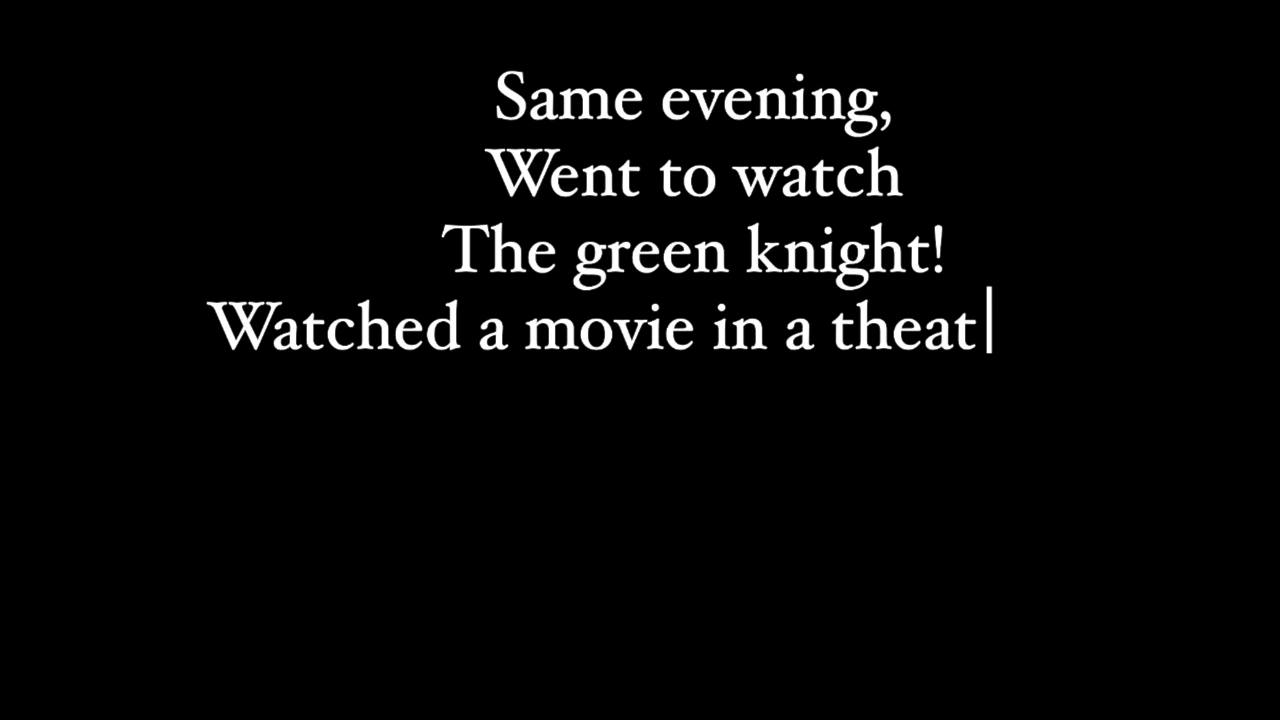 Same evening,
Went to watch
The green knight!
Watched a movie in a theat